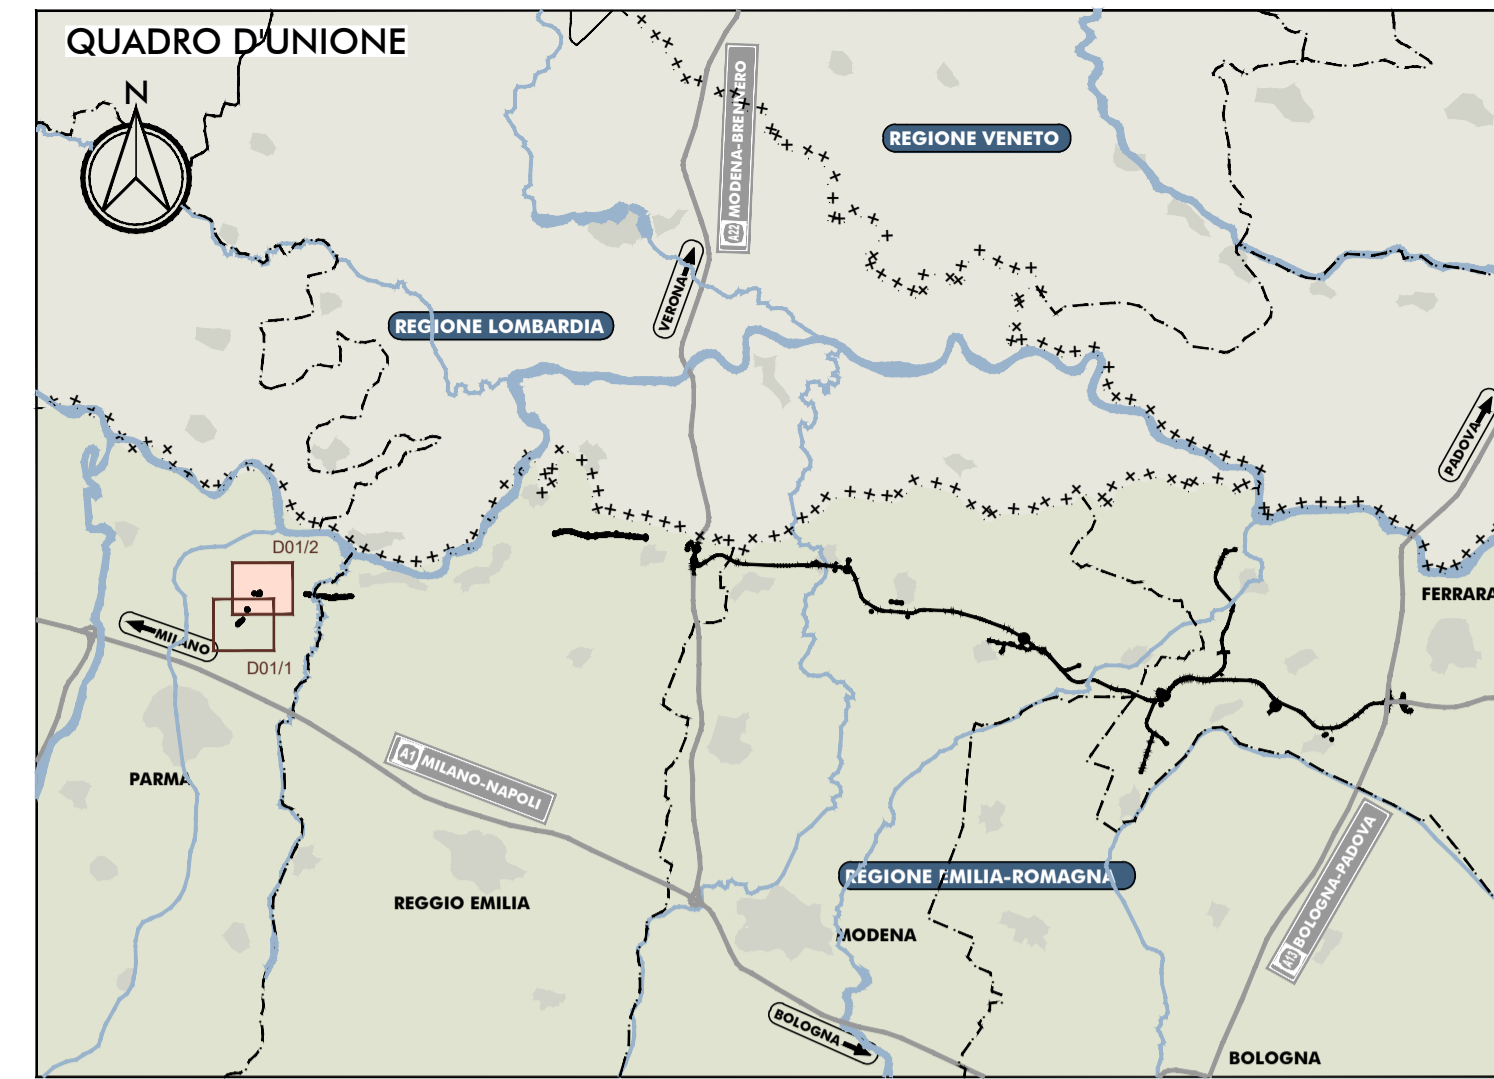 QUADRO D'UNIONE
N
A22 MODENA-BRENNERO
REGIONE VENETO
VERONA
REGIONE LOMBARDIA
PADOVA
D01/2
FERRARA
MILANO
D01/1
A1 MILANO-NAPOLI
PARMA
A13 BOLOGNA-PADOVA
REGIONE EMILIA-ROMAGNA
REGGIO EMILIA
MODENA
BOLOGNA
BOLOGNA